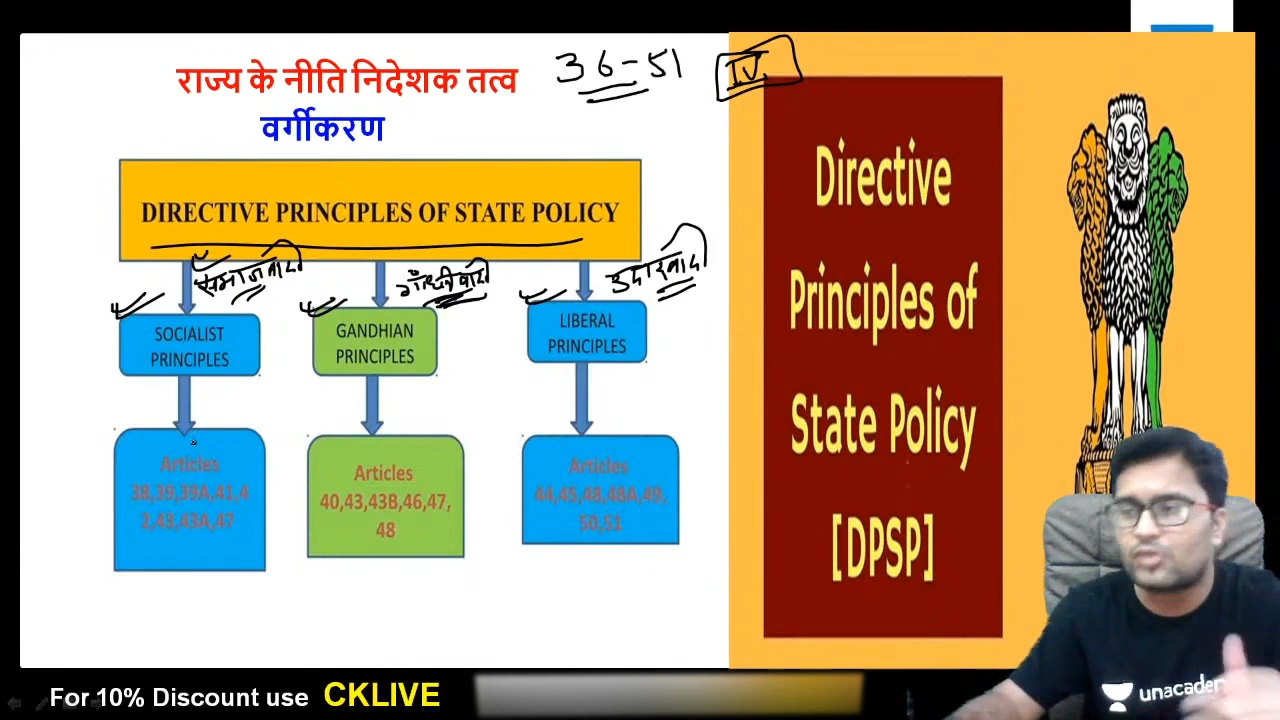 राज्य के नीति निदेशक तत्व
36-51
IV.
वर्गीकरण
DIRECTIVE PRINCIPLES OF STATE POLICY
समाजवादी
गाँधीवादी
उदारवादी
SOCIALIST
PRINCIPLES
GANDHIAN
PRINCIPLES
LIBERAL
PRINCIPLES
Articles
38,39,39A,41,4
2,43,43A,47
Articles
40,43,43B,46,47,
48
Articles
44,45,48,48A,49,
50,51
Directive
Principles of
State Policy
[DPSP]
unacade
For 10% Discount use CKLIVE